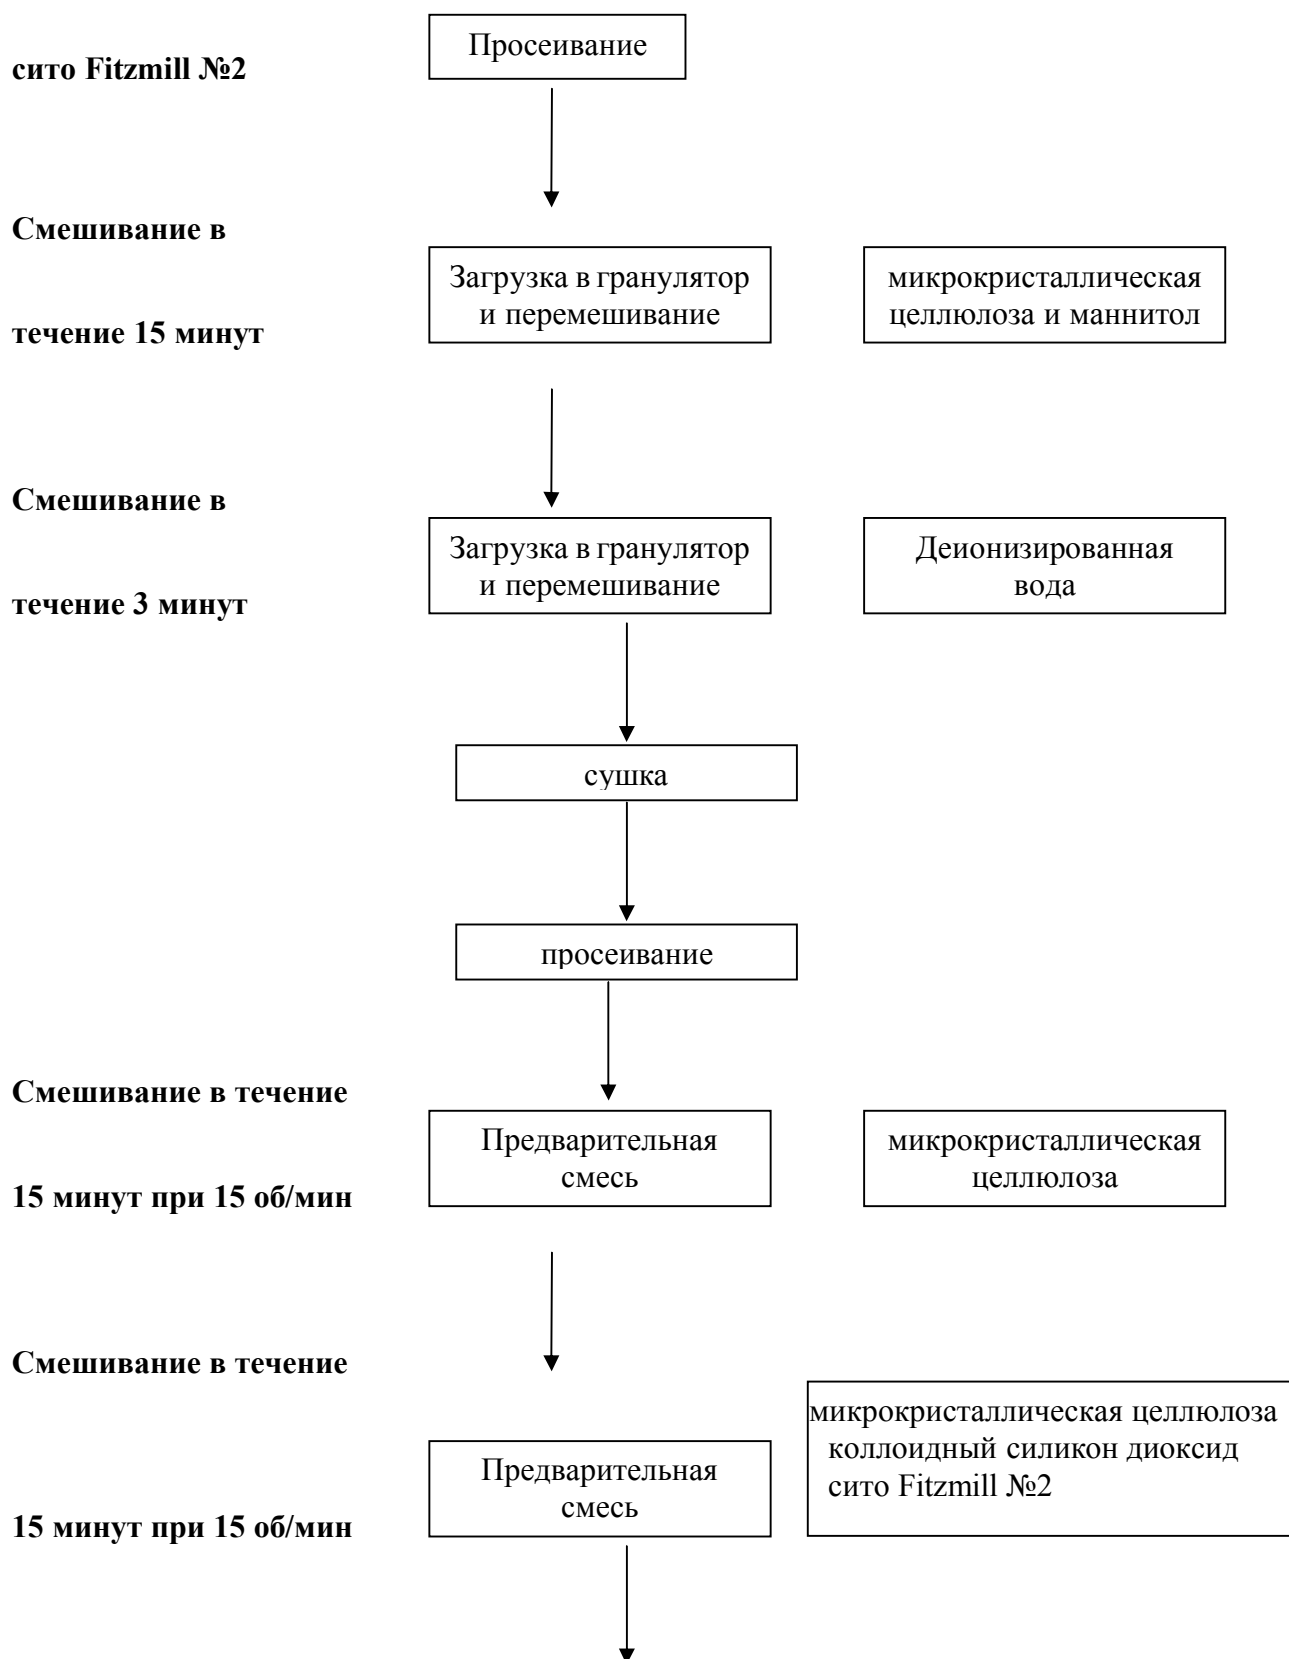 Просеивание
сито Fitzmill №2
Смешивание в
течение 15 минут
Загрузка в гранулятор
и перемешивание
микрокристаллическая
целлюлоза и маннитол
Смешивание в
течение 3 минут
Загрузка в гранулятор
и перемешивание
Деионизированная
вода
сушка
просеивание
Смешивание в течение
15 минут при 15 об/мин
Предварительная
смесь
микрокристаллическая
целлюлоза
Смешивание в течение
15 минут при 15 об/мин
Предварительная
смесь
микрокристаллическая целлюлоза
коллоидный силикон диоксид
сито Fitzmill №2